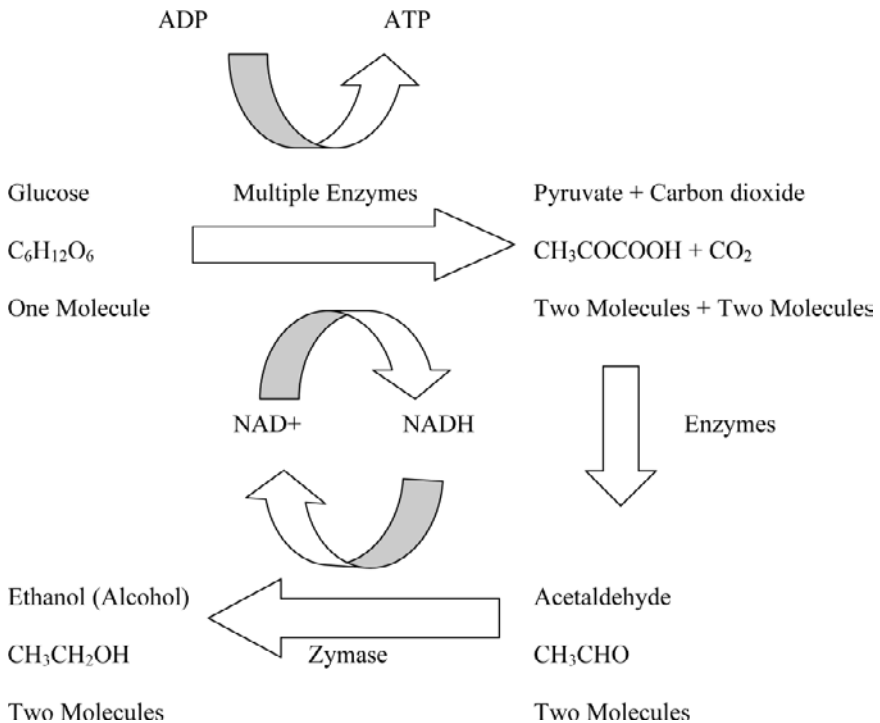 ADP ATP
Glucose Multiple Enzymes Pyruvate + Carbon dioxide
C₆H₁₂O₆ CH₃COCOOH + CO₂
One Molecule Two Molecules + Two Molecules
NAD+ NADH Enzymes
Ethanol (Alcohol) Acetaldehyde
CH₃CH₂OH Zymase CH₃CHO
Two Molecules Two Molecules